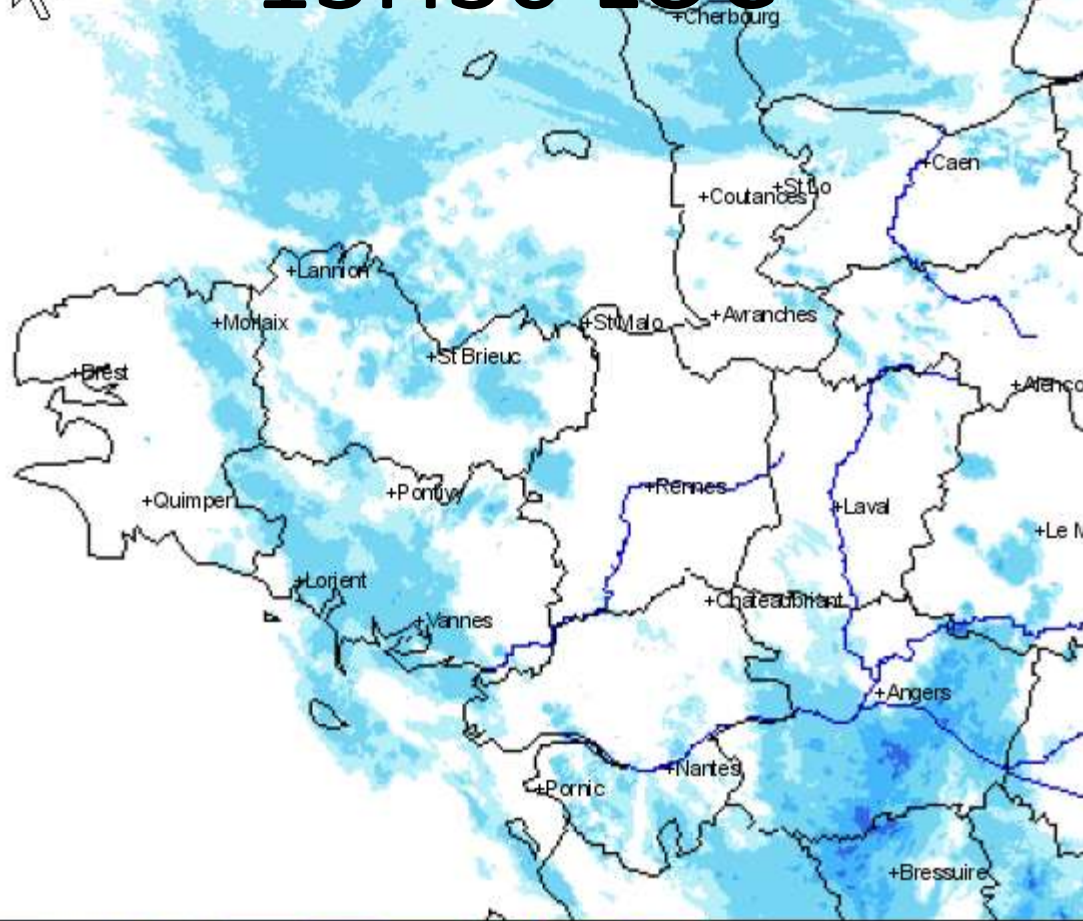 +Cherbourg
+Caen
+St Lo
+Coutances
+Lannion
+Avranches
+St Malo
+Morlaix
+St Brieuc
+Brest
+Rennes
+Pontivy
+Quimper
+Laval
+Lorient
+Chateaubriant
+Vannes
+Angers
+Nantes
+Pornic
+Bressuire